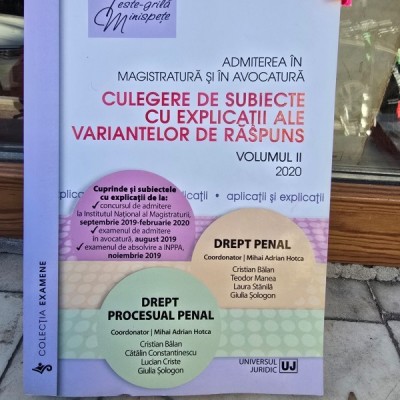 este-grilă
Minispețe
ADMITEREA ÎN
MAGISTRATURĂ ȘI ÎN AVOCATURĂ
CULEGERE DE SUBIECTE
CU EXPLICAȚII ALE
VARIANTELOR DE RĂSPUNS
VOLUMUL II
2020
aplicații și explicații • aplicații și explicații
Cuprinde și subiectele
cu explicații de la:
✓ concursul de admitere
la Institutul Național al Magistraturii,
septembrie 2019-februarie 2020
✓ examenul de admitere
în avocatură, august 2019
✓ examenul de absolvire a INPPA,
noiembrie 2019
DREPT PENAL
Coordonator | Mihai Adrian Hotca
Cristian Bălan
Teodor Manea
Laura Stănilă
Giulia Șologon
DREPT
PROCESUAL PENAL
Coordonator | Mihai Adrian Hotca
Cristian Bălan
Cătălin Constantinescu
Lucian Criste
Giulia Șologon
COLECȚIA EXAMENE
UNIVERSUL
JURIDIC
UJ